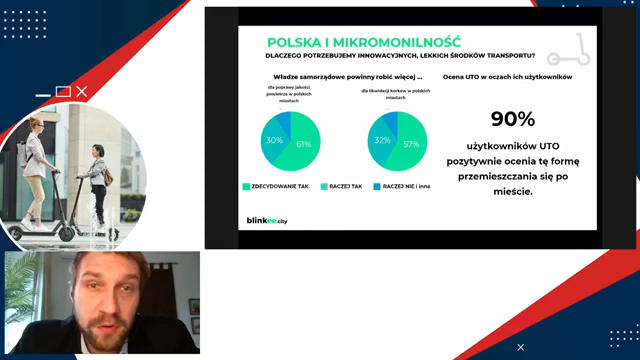 POLSKA I MIKROMONILNOŚĆ
DLACZEGO POTRZEBUJEMY INNOWACYJNYCH, LEKKICH ŚRODKÓW TRANSPORTU?
Władze samorządowe powinny robić więcej ...
Ocena UTO w oczach ich użytkowników
dla poprawy jakości
powietrza w polskich
miastach
dla likwidacji korków w polskich
miastach
30%
61%
32%
57%
90%
użytkowników UTO
pozytywnie ocenia tę formę
przemieszczania się po
mieście.
ZDECYDOWANIE TAK
RACZEJ TAK
RACZEJ NIE i inne
blinkee.city